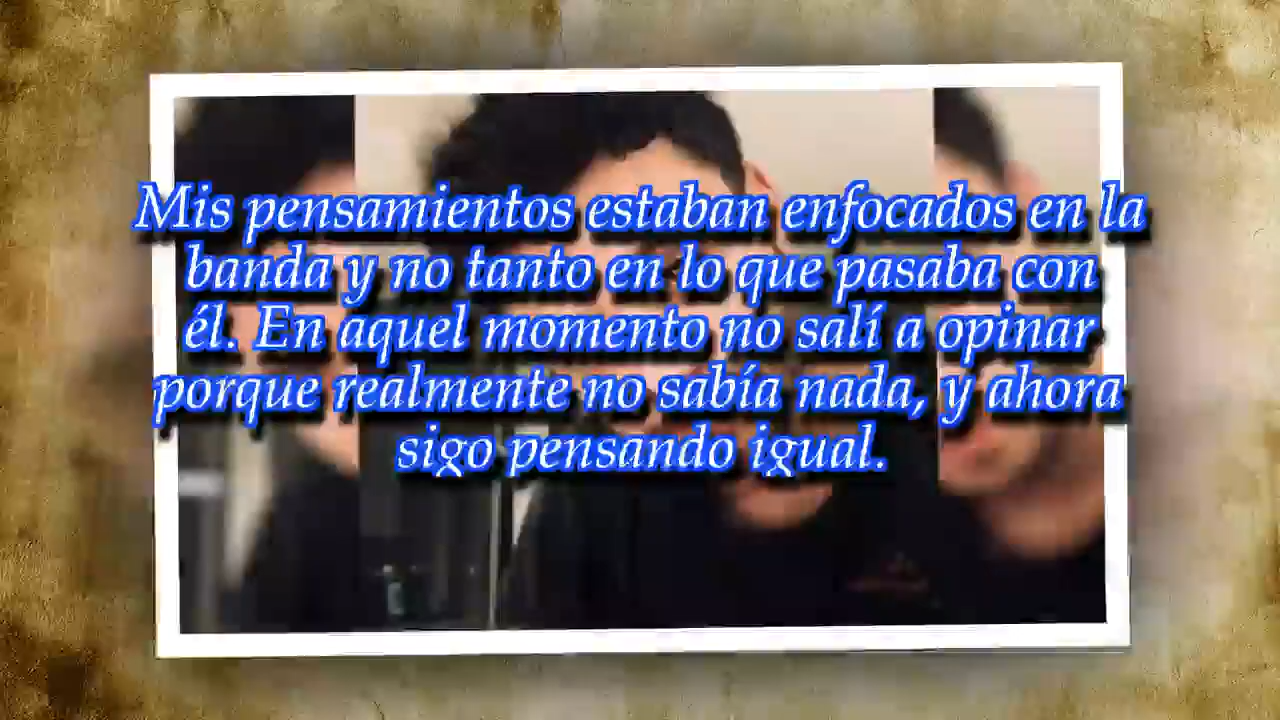 Mis pensamientos estaban enfocados en la
banda y no tanto en lo que pasaba con
él. En aquel momento no salí a opinar
porque realmente no sabía nada, y ahora
sigo pensando igual.